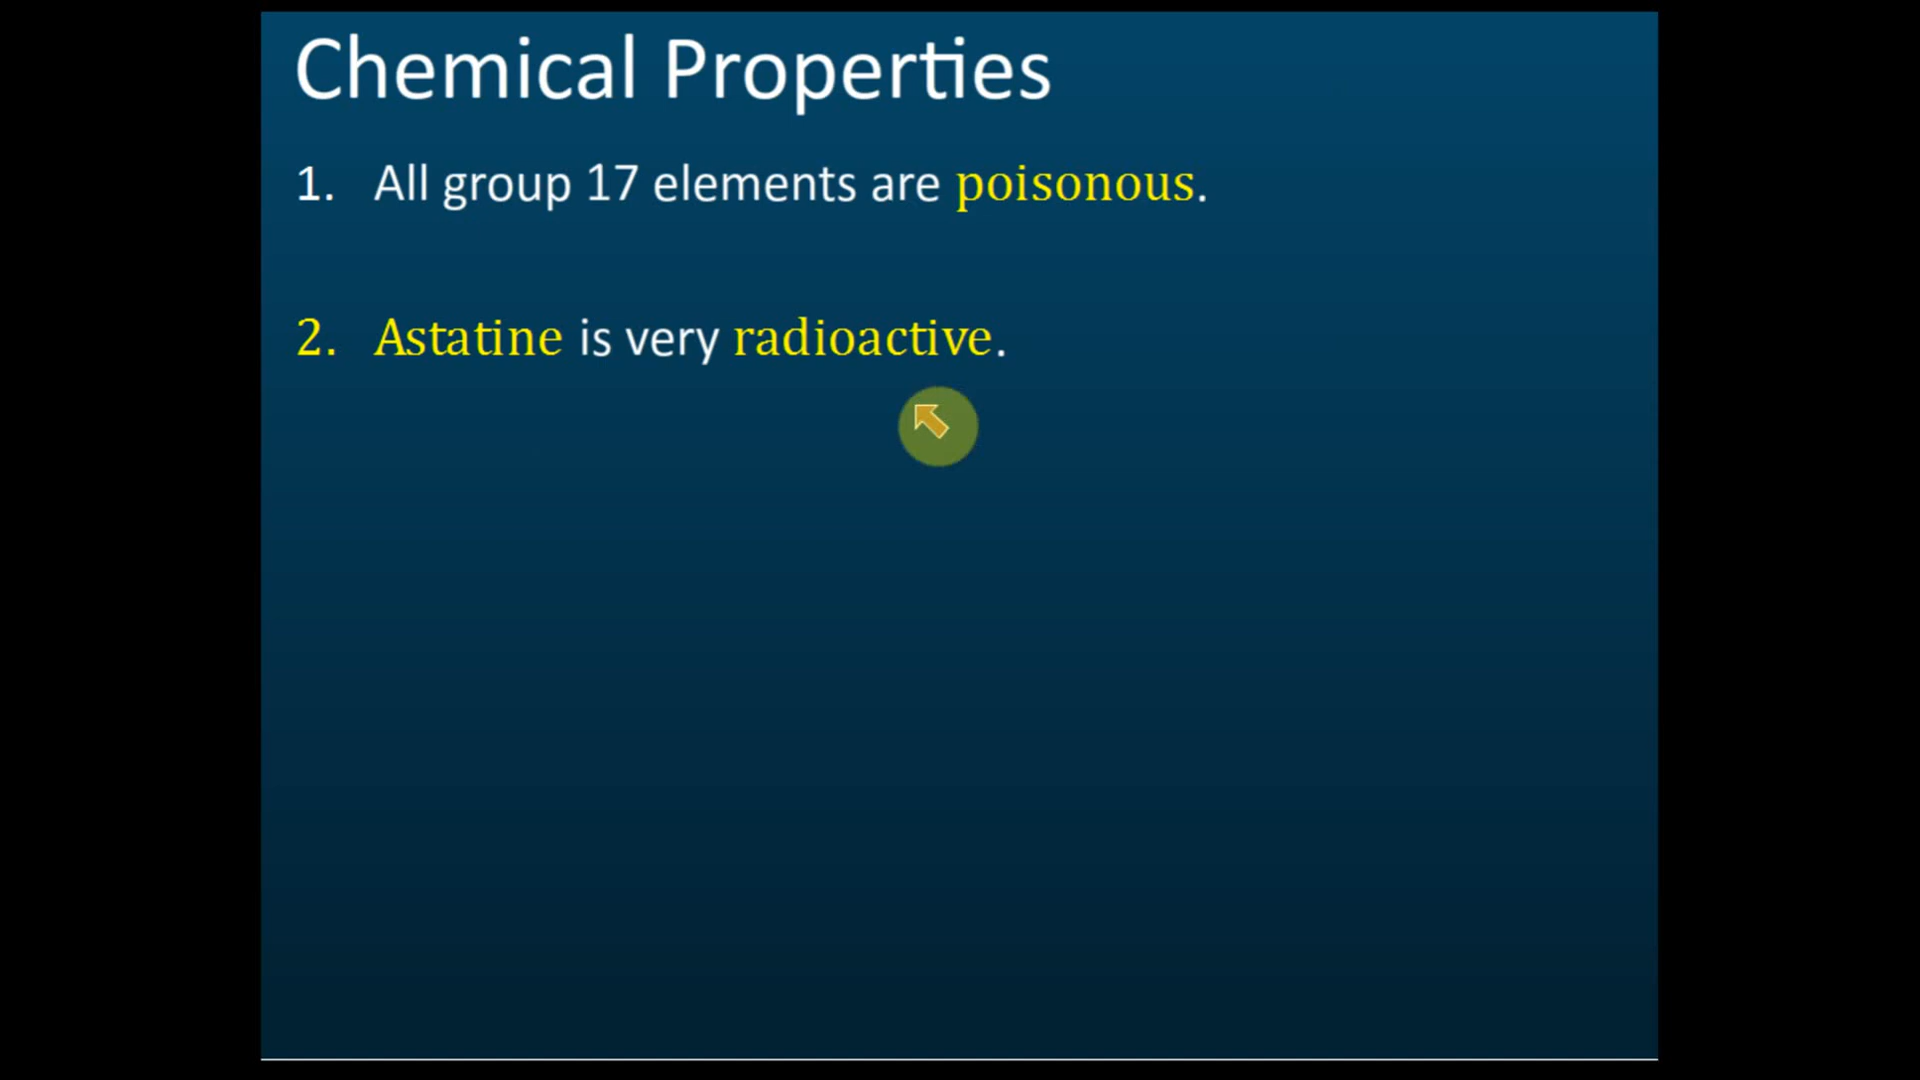 Chemical Properties
1. All group 17 elements are poisonous.
2. Astatine is very radioactive.